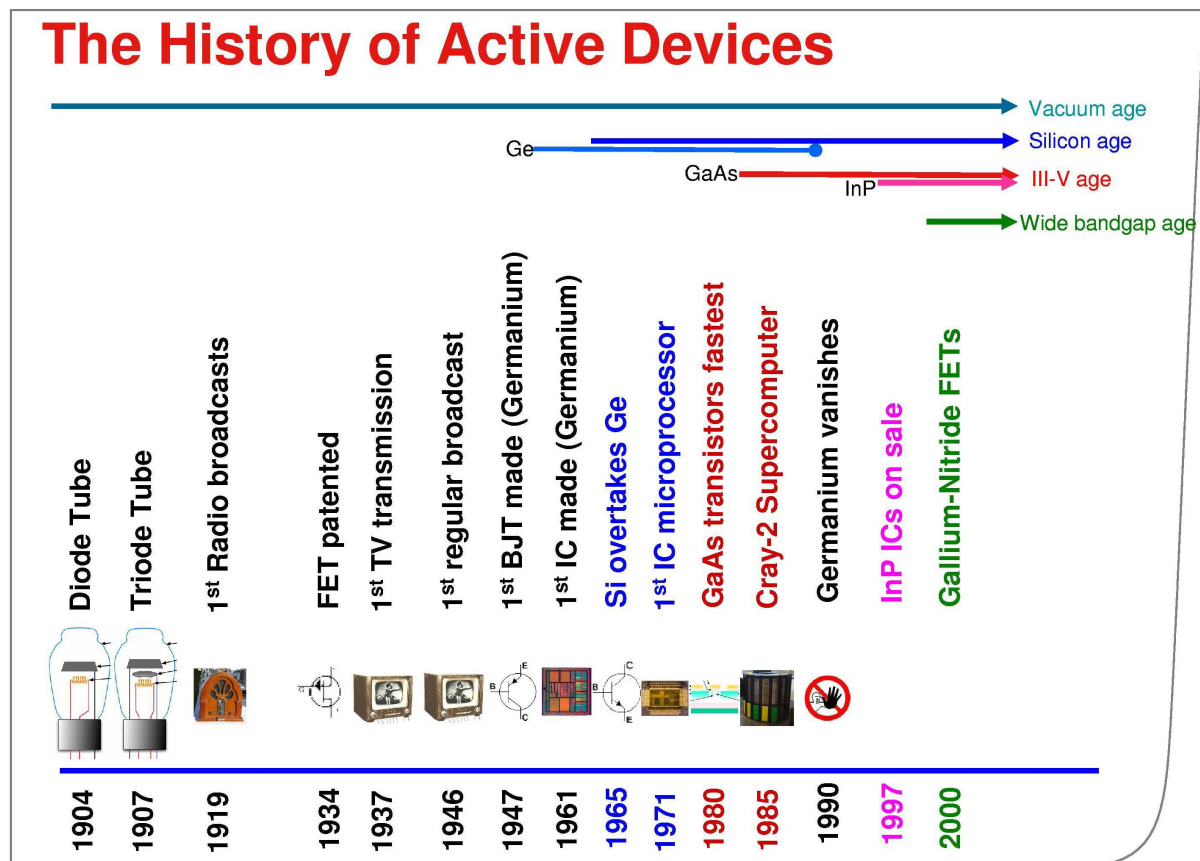 The History of Active Devices
Vacuum age
Silicon age
Ge
GaAs
III-V age
InP
Wide bandgap age
Diode Tube
Triode Tube
1st Radio broadcasts
FET patented
1st TV transmission
1st regular broadcast
1st BJT made (Germanium)
1st IC made (Germanium)
Si overtakes Ge
1st IC microprocessor
GaAs transistors fastest
Cray-2 Supercomputer
Germanium vanishes
InP ICs on sale
Gallium-Nitride FETs
G
B
E
C
B
C
E
1904
1907
1919
1934
1937
1946
1947
1961
1965
1971
1980
1985
1990
1997
2000